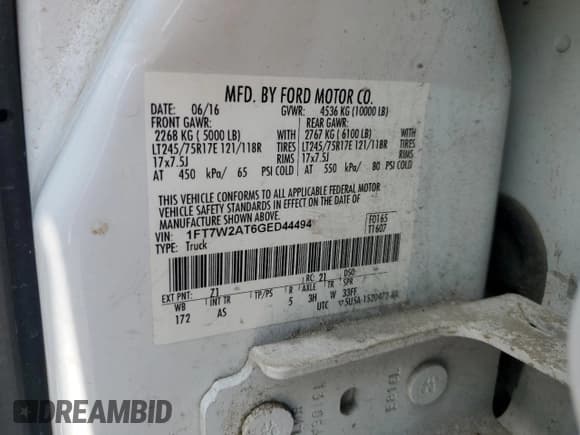 MFD. BY FORD MOTOR CO.
DATE: 06/16 GVWR: 4536 KG (10000 LB)
FRONT GAWR: REAR GAWR:
2268 KG ( 5000 LB) WITH 2767 KG ( 6100 LB) WITH
LT245/75R17E 121/118R TIRES LT245/75R17E 121/118R TIRES
17x7.5J RIMS 17x7.5J RIMS
AT 450 kPa/ 65 PSI COLD AT 550 kPa/ 80 PSI COLD
THIS VEHICLE CONFORMS TO ALL APPLICABLE FEDERAL MOTOR
VEHICLE SAFETY STANDARDS IN EFFECT ON THE DATE OF
MANUFACTURE SHOWN ABOVE.
VIN: 1FT7W2AT6GED44494 F0165
TYPE: Truck T1607
EXT PNT: Z1 RC: 21 DSO:
WB INT TR TP/PS R AXLE TR SPR
172 AS 5 3H W 33FF
UTC
DREAMBID